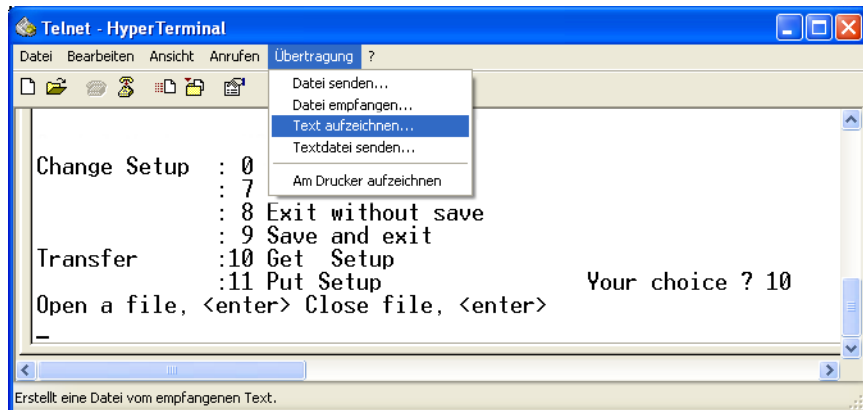 Telnet - HyperTerminal
Datei Bearbeiten Ansicht Anrufen Übertragung ?
Datei senden...
Datei empfangen...
Text aufzeichnen...
Textdatei senden...
Am Drucker aufzeichnen
Change Setup : 0
: 7
: 8 Exit without save
: 9 Save and exit
Transfer :10 Get Setup
:11 Put Setup Your choice ? 10
Open a file, <enter> Close file, <enter>
_
Erstellt eine Datei vom empfangenen Text.